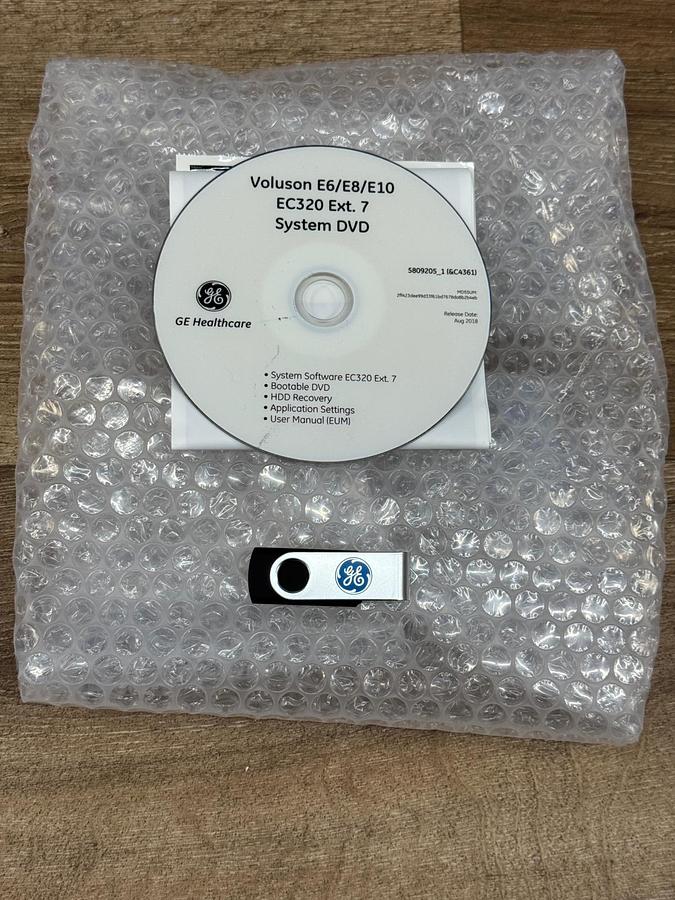 Voluson E6/E8/E10
EC320 Ext. 7
System DVD
5809205_1 (&C4361)
MD5SUM:
Release Date:
Aug 2018
GE
GE Healthcare
• System Software EC320 Ext. 7
• Bootable DVD
• HDD Recovery
• Application Settings
• User Manual (EUM)
GE